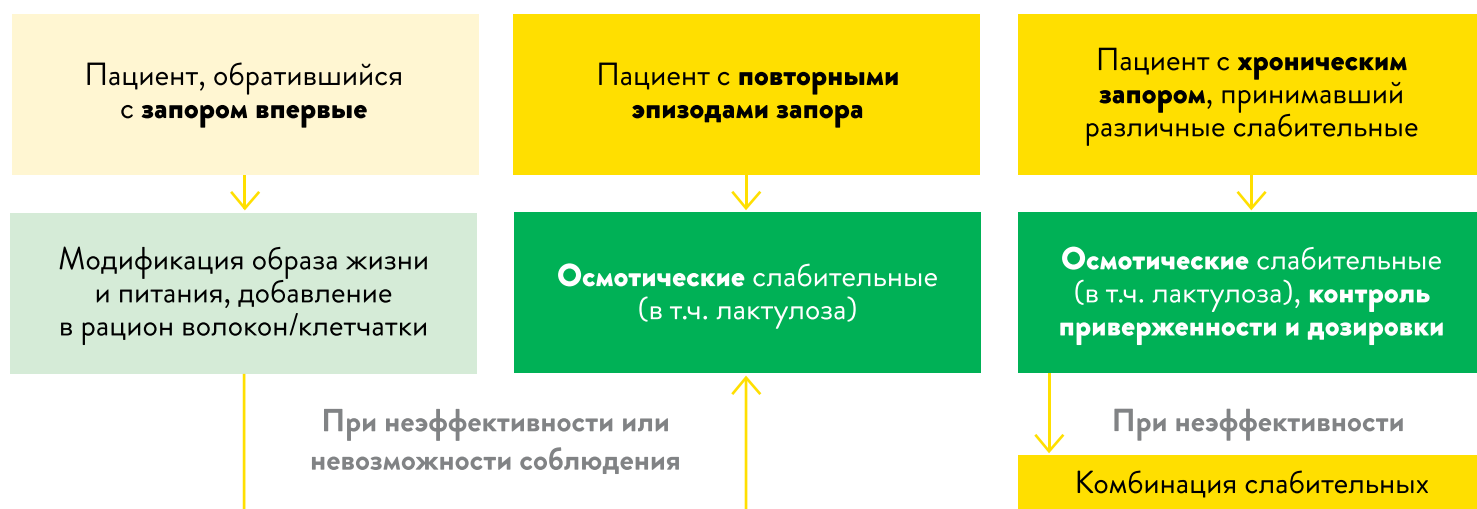 Пациент, обратившийся
с запором впервые
Пациент с повторными
эпизодами запора
Пациент с хроническим
запором, принимавший
различные слабительные
Модификация образа жизни
и питания, добавление
в рацион волокон/клетчатки
Осмотические слабительные
(в т.ч. лактулоза)
Осмотические слабительные
(в т.ч. лактулоза), контроль
приверженности и дозировки
При неэффективности или
невозможности соблюдения
При неэффективности
Комбинация слабительных